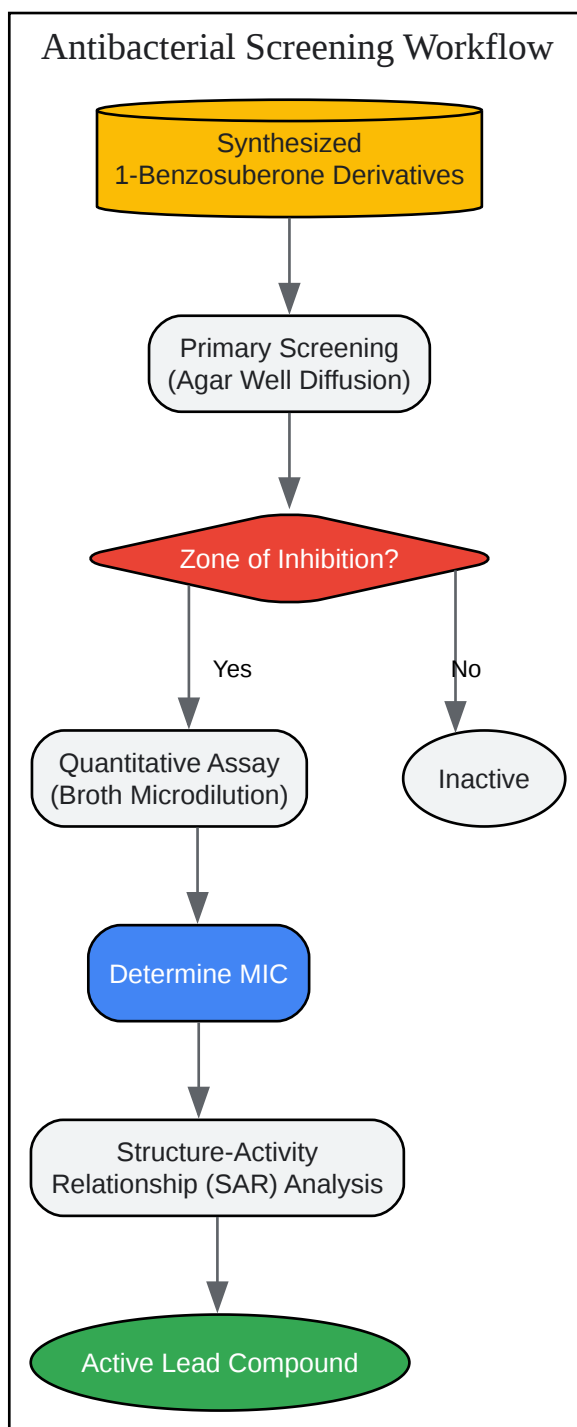 Antibacterial Screening Workflow
Synthesized
1-Benzosuberone Derivatives
Primary Screening
(Agar Well Diffusion)
Zone of Inhibition?
Yes
No
Quantitative Assay
(Broth Microdilution)
Inactive
Determine MIC
Structure-Activity
Relationship (SAR) Analysis
Active Lead Compound